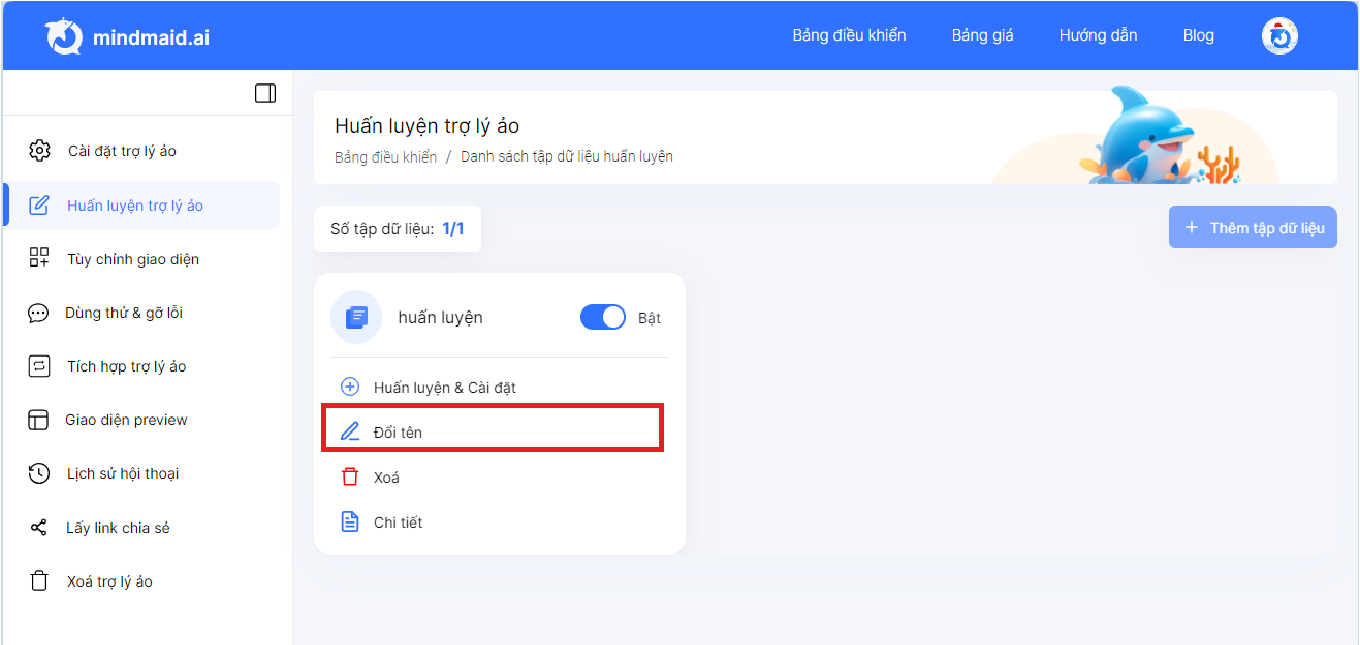 mindmaid.ai
Bảng điều khiển
Bảng giá
Hướng dẫn
Blog
Cài đặt trợ lý ảo
Huấn luyện trợ lý ảo
Tùy chỉnh giao diện
Dùng thử & gỡ lỗi
Tích hợp trợ lý ảo
Giao diện preview
Lịch sử hội thoại
Lấy link chia sẻ
Xoá trợ lý ảo
Huấn luyện trợ lý ảo
Bảng điều khiển / Danh sách tập dữ liệu huấn luyện
Số tập dữ liệu: 1/1
+ Thêm tập dữ liệu
huấn luyện
Bật
Huấn luyện & Cài đặt
Đổi tên
Xoá
Chi tiết